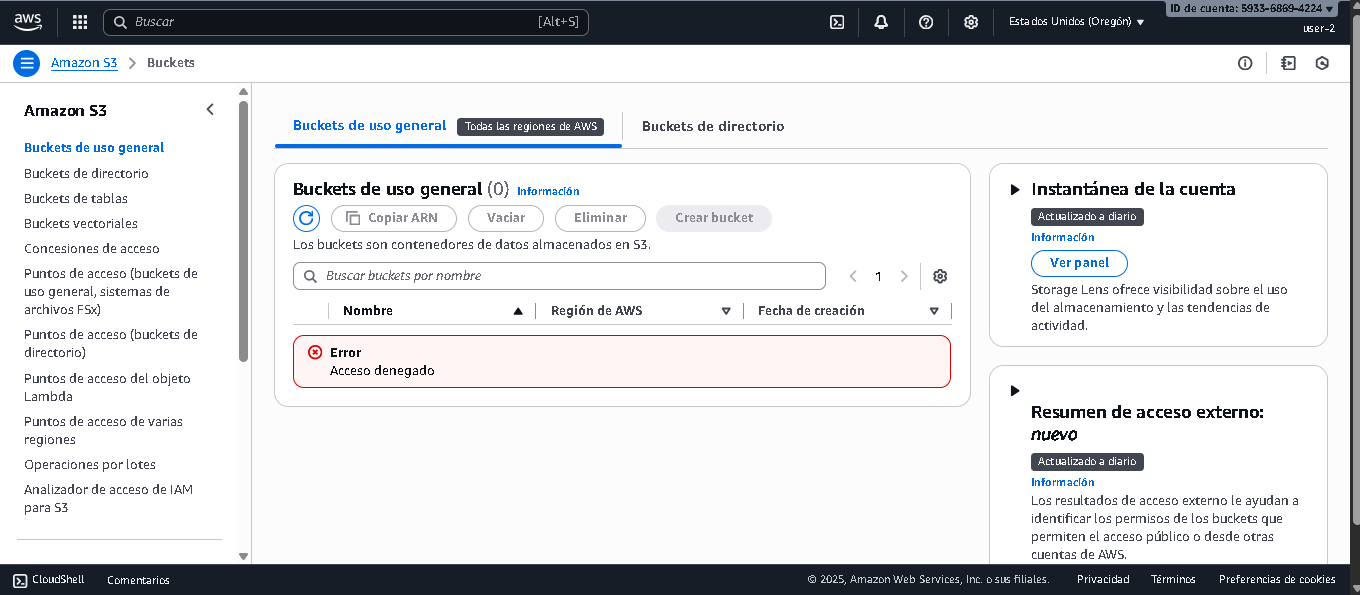 aws
Buscar
[Alt+S]
Estados Unidos (Oregón)
ID de cuenta: 5933-6869-4224
user-2
Amazon S3
Buckets
Amazon S3
Buckets de uso general
Buckets de directorio
Buckets de tablas
Buckets vectoriales
Concesiones de acceso
Puntos de acceso (buckets de
uso general, sistemas de
archivos FSx)
Puntos de acceso (buckets de
directorio)
Puntos de acceso del objeto
Lambda
Puntos de acceso de varias
regiones
Operaciones por lotes
Analizador de acceso de IAM
para S3
Buckets de uso general
Todas las regiones de AWS
Buckets de directorio
Buckets de uso general (0) Información
Copiar ARN
Vaciar
Eliminar
Crear bucket
Los buckets son contenedores de datos almacenados en S3.
Buscar buckets por nombre
1
Nombre
Región de AWS
Fecha de creación
Error
Acceso denegado
Instantánea de la cuenta
Actualizado a diario
Información
Ver panel
Storage Lens ofrece visibilidad sobre el uso
del almacenamiento y las tendencias de
actividad.
Resumen de acceso externo:
nuevo
Actualizado a diario
Información
Los resultados de acceso externo le ayudan a
identificar los permisos de los buckets que
permiten el acceso público o desde otras
cuentas de AWS.
CloudShell
Comentarios
© 2025, Amazon Web Services, Inc. o sus filiales.
Privacidad
Términos
Preferencias de cookies